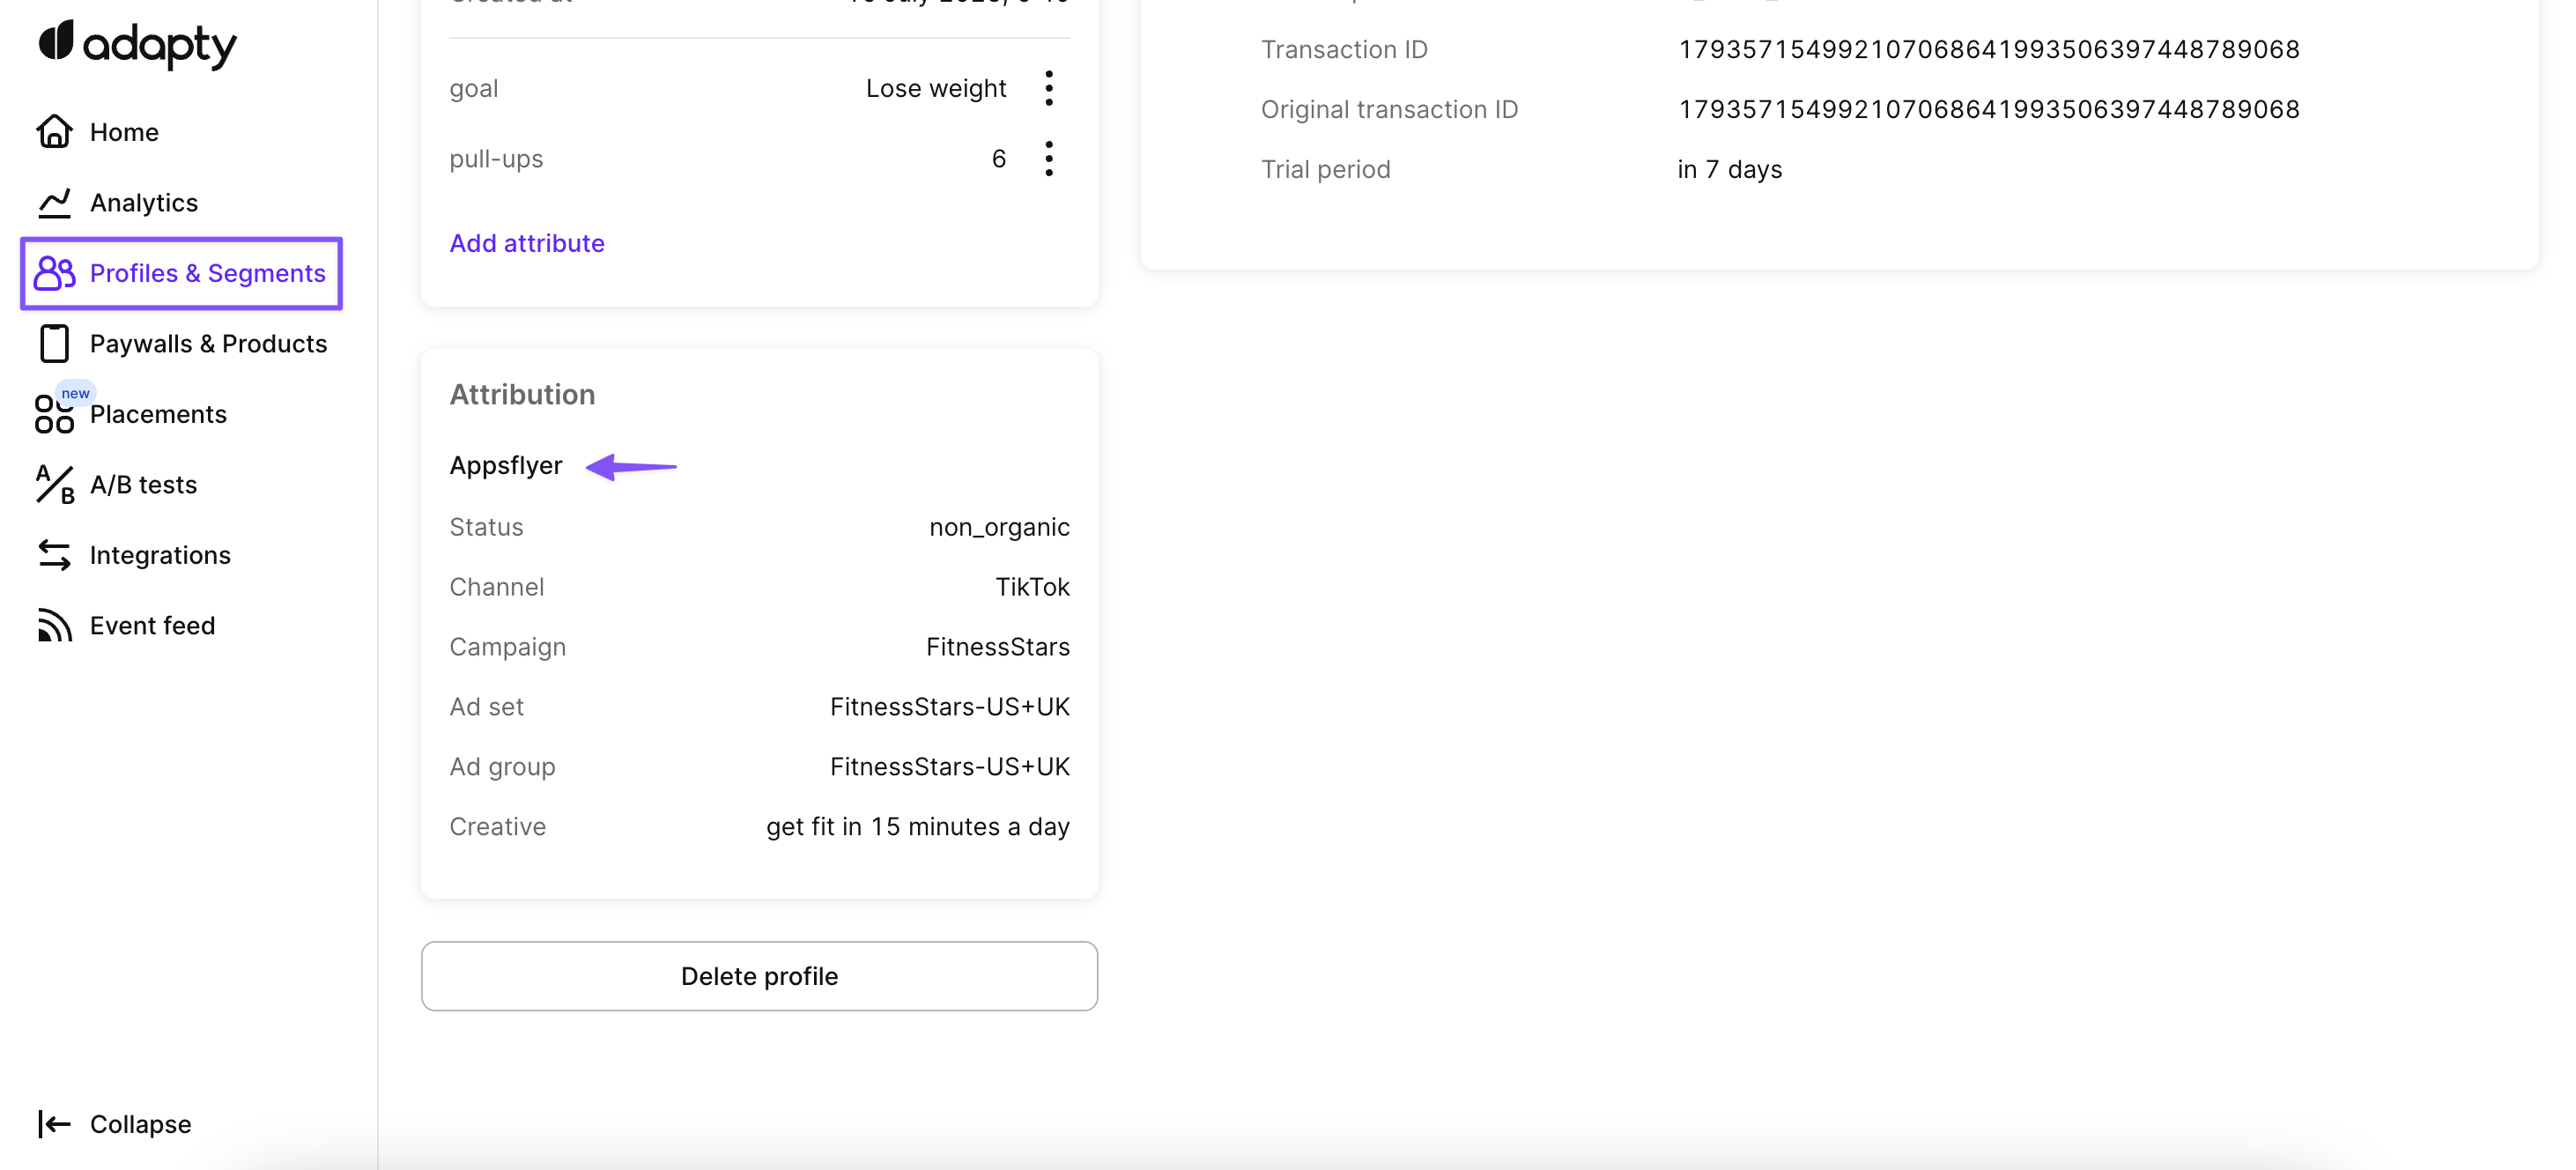 adapty
Home
Analytics
Profiles & Segments
Paywalls & Products
new
Placements
A/B tests
Integrations
Event feed
Collapse
goal Lose weight
pull-ups 6
Add attribute
Attribution
Appsflyer
Status non_organic
Channel TikTok
Campaign FitnessStars
Ad set FitnessStars-US+UK
Ad group FitnessStars-US+UK
Creative get fit in 15 minutes a day
Delete profile
Transaction ID 179357154992107068641993506397448789068
Original transaction ID 179357154992107068641993506397448789068
Trial period in 7 days